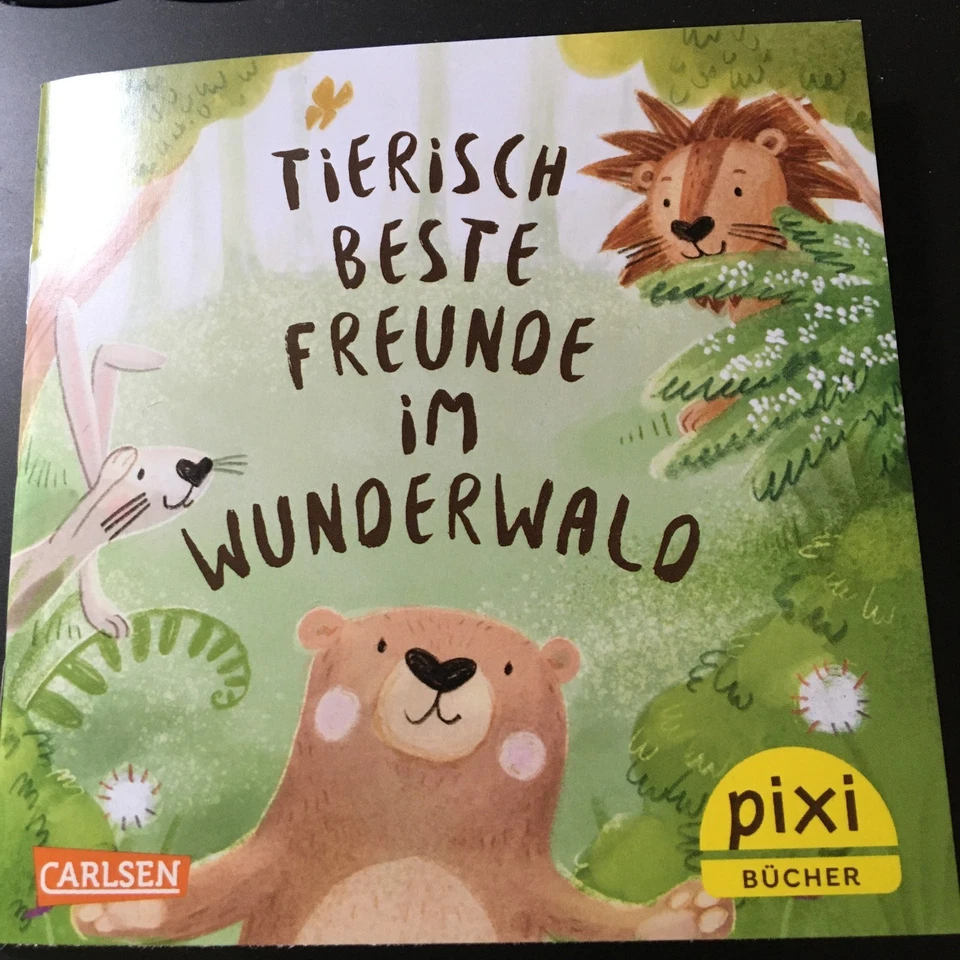 TiERiSCH
BESTE
FREUNDE
iM
WUNDERWALD
CARLSEN
pixi
BÜCHER